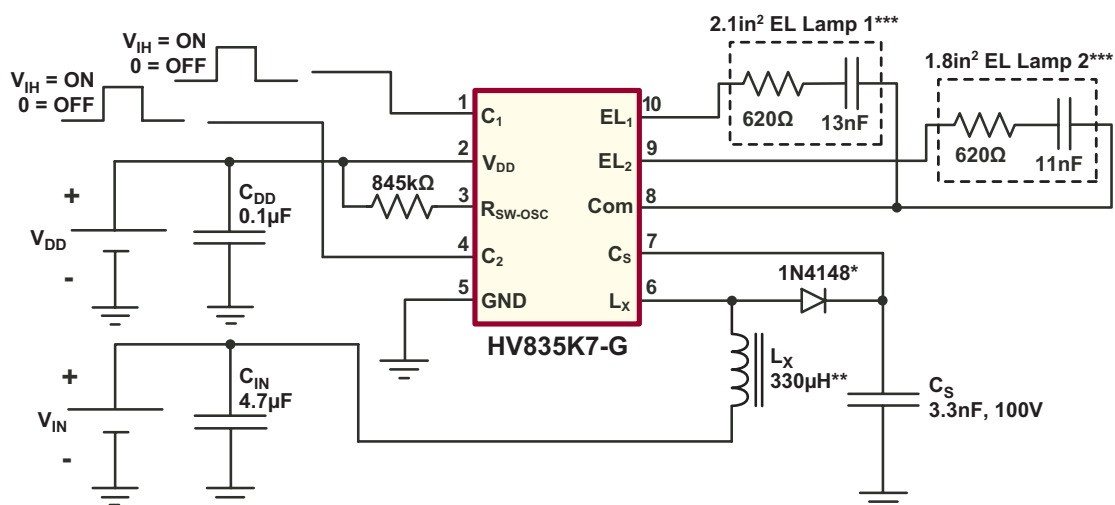 2.1in² EL Lamp 1***
V_IH = ON
0 = OFF
1.8in² EL Lamp 2***
V_IH = ON
0 = OFF
620Ω
13nF
620Ω
11nF
1
C₁
10
EL₁
2
V_DD
9
EL₂
845kΩ
3
R_SW-OSC
8
Com
4
C₂
7
C_S
5
GND
6
L_X
HV835K7-G
+
V_DD
-
C_DD
0.1µF
1N4148*
+
V_IN
-
C_IN
4.7µF
L_X
330µH**
C_S
3.3nF, 100V